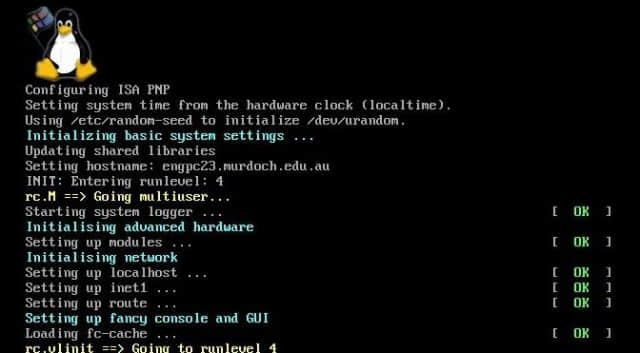 Configuring ISA PNP
Setting system time from the hardware clock (localtime).
Using /etc/random-seed to initialize /dev/urandom.
Initializing basic system settings ...
Updating shared libraries
Setting hostname: engpc23.murdoch.edu.au
INIT: Entering runlevel: 4
rc.M ==> Going multiuser...
Starting system logger ... [ OK ]
Initialising advanced hardware
Setting up modules ... [ OK ]
Initialising network
Setting up localhost ... [ OK ]
Setting up inet1 ... [ OK ]
Setting up route ... [ OK ]
Setting up fancy console and GUI
Loading fc-cache ... [ OK ]
rc.vlinit ==> Going to runlevel 4